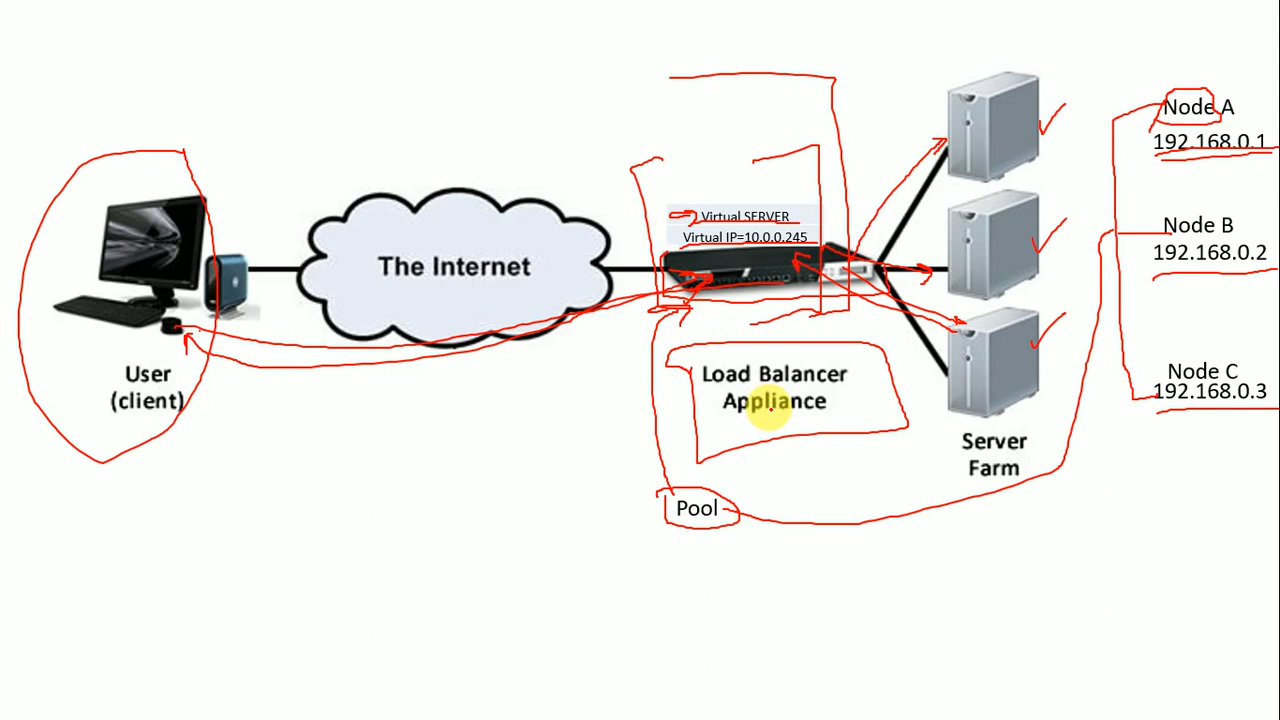 User
(client)
The Internet
Virtual SERVER
Virtual IP=10.0.0.245
Load Balancer
Appliance
Pool
Server
Farm
Node A
192.168.0.1
Node B
192.168.0.2
Node C
192.168.0.3